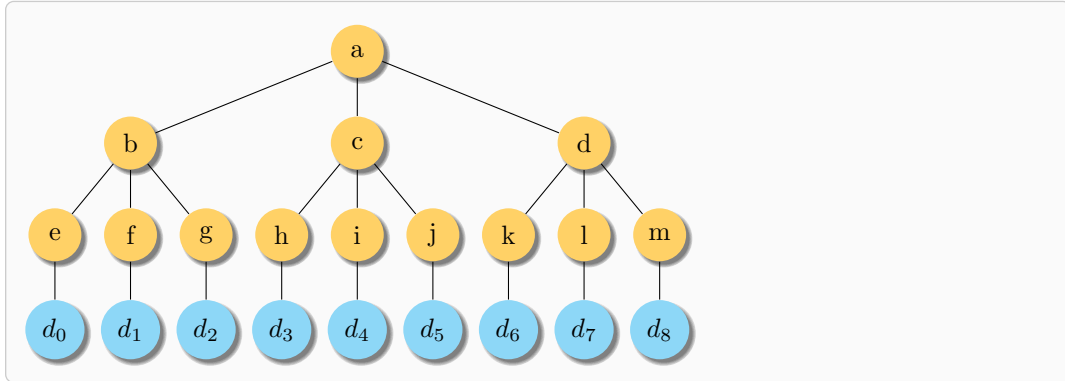 a
b c d
e f g h i j k l m
d₀ d₁ d₂ d₃ d₄ d₅ d₆ d₇ d₈